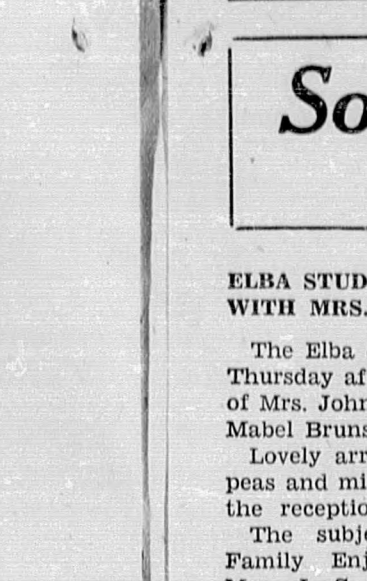 So
ELBA STUD
WITH MRS.
The Elba
Thursday af
of Mrs. John
Mabel Bruns
Lovely arr
peas and mi
the receptio
The subje
Family Enj